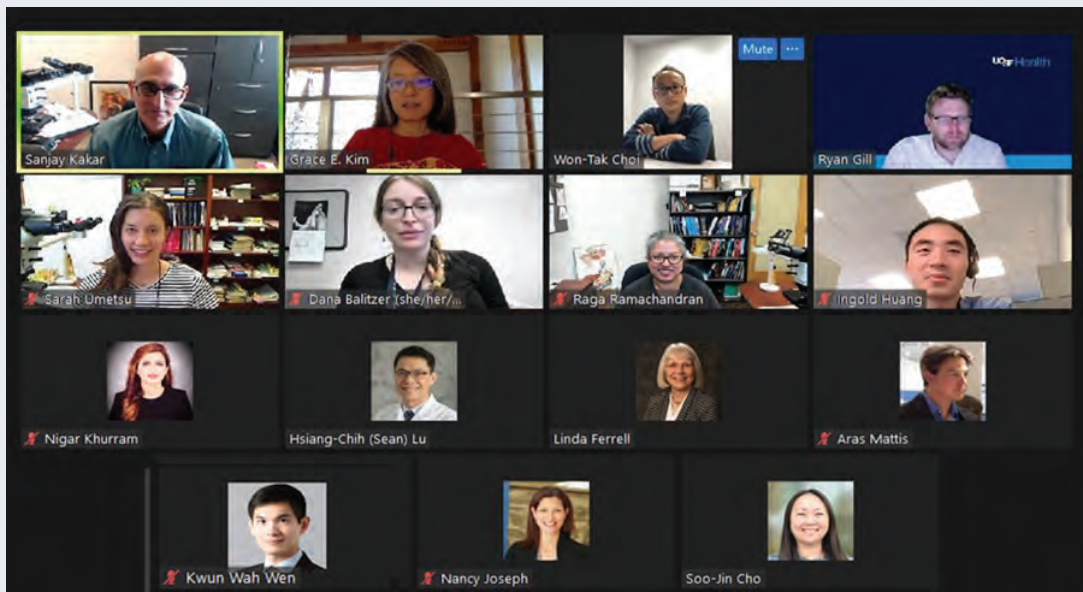 Mute ...
UCSF Health
Sanjay Kakar
Grace E. Kim
Won-Tak Choi
Ryan Gill
Sarah Umetsu
Dana Balitzer (she/her/...
Raga Ramachandran
Ingold Huang
Nigar Khurram
Hsiang-Chih (Sean) Lu
Linda Ferrell
Aras Mattis
Kwun Wah Wen
Nancy Joseph
Soo-Jin Cho